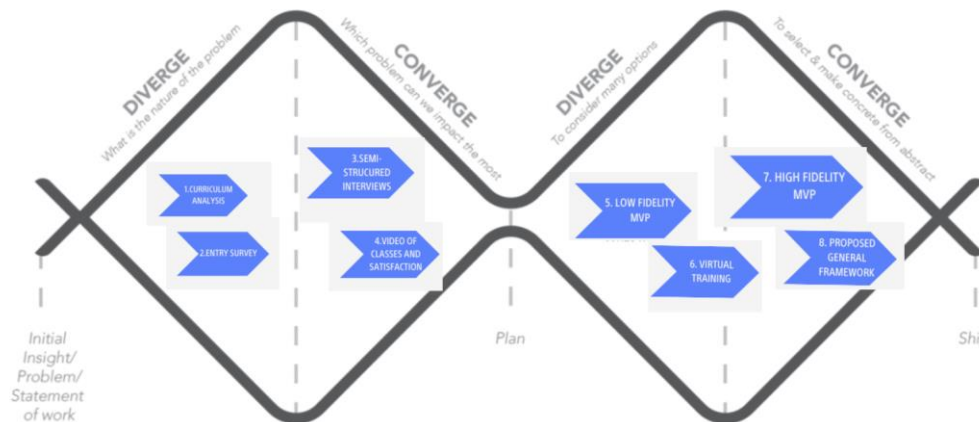 DIVERGE
What is the nature of the problem
CONVERGE
Which problem can we impact the most
DIVERGE
To consider many options
CONVERGE
To select & make concrete from abstract
1.CURRICULUM
ANALYSIS
2.ENTRY SURVEY
3.SEMI-
STRUCURED
INTERVIEWS
4.VIDEO OF
CLASSES AND
SATISFACTION
5. LOW FIDELITY
MVP
6. VIRTUAL
TRAINING
7. HIGH FIDELITY
MVP
8. PROPOSED
GENERAL
FRAMEWORK
Initial
Insight/
Problem/
Statement
of work
Plan
Shi